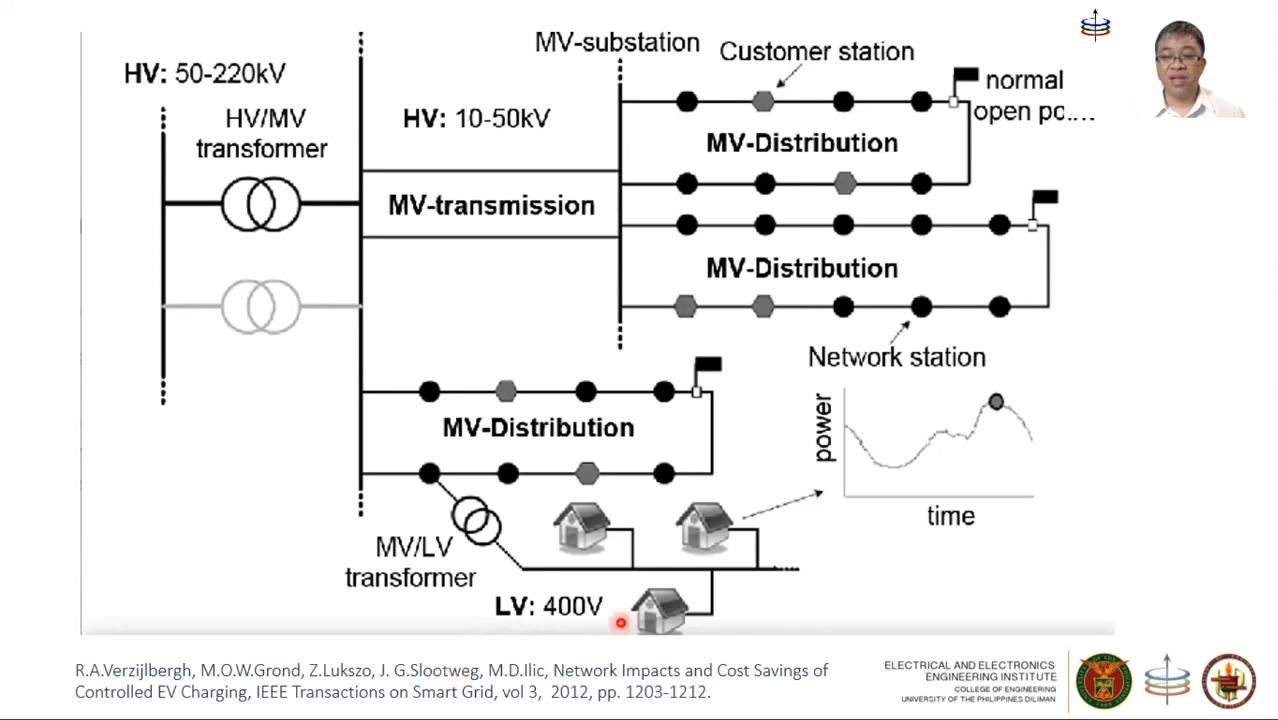 MV-substation
Customer station
HV: 50-220kV
normal
open point
HV/MV
transformer
HV: 10-50kV
MV-Distribution
MV-transmission
MV-Distribution
Network station
MV-Distribution
power
time
MV/LV
transformer
LV: 400V
R.A.Verzijlbergh, M.O.W.Grond, Z.Lukszo, J. G.Slootweg, M.D.Ilic, Network Impacts and Cost Savings of
Controlled EV Charging, IEEE Transactions on Smart Grid, vol 3, 2012, pp. 1203-1212.
ELECTRICAL AND ELECTRONICS
ENGINEERING INSTITUTE
COLLEGE OF ENGINEERING
UNIVERSITY OF THE PHILIPPINES DILIMAN